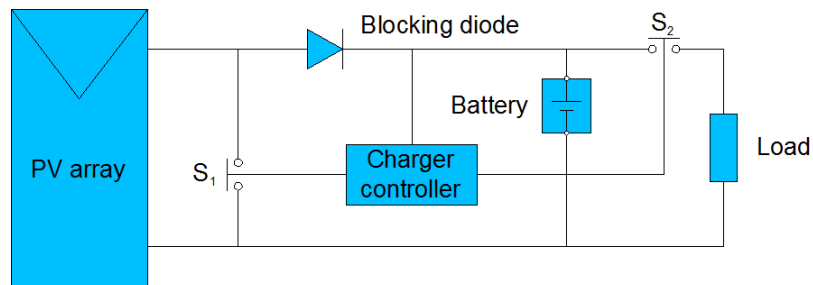 Blocking diode
S₂
Battery
PV array
S₁
Charger
controller
Load